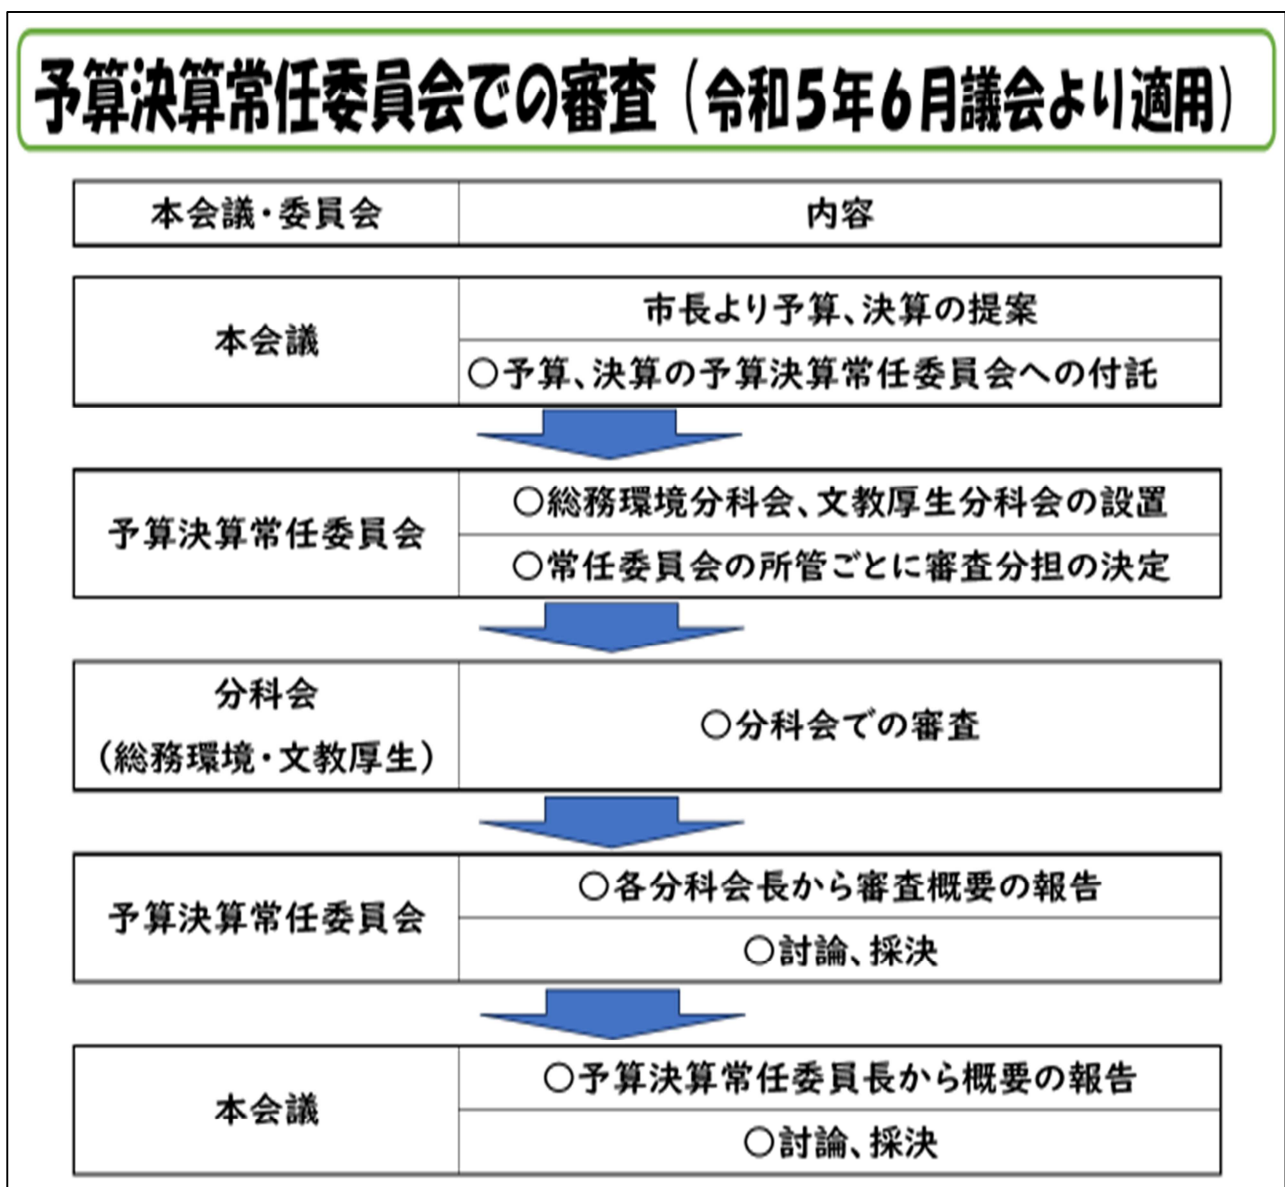 予算決算常任委員会での審査（令和５年６月議会より適用）
本会議・委員会
内容
本会議
市長より予算、決算の提案
○予算、決算の予算決算常任委員会への付託
予算決算常任委員会
○総務環境分科会、文教厚生分科会の設置
○常任委員会の所管ごとに審査分担の決定
分科会
（総務環境・文教厚生）
○分科会での審査
予算決算常任委員会
○各分科会長から審査概要の報告
○討論、採決
本会議
○予算決算常任委員長から概要の報告
○討論、採決